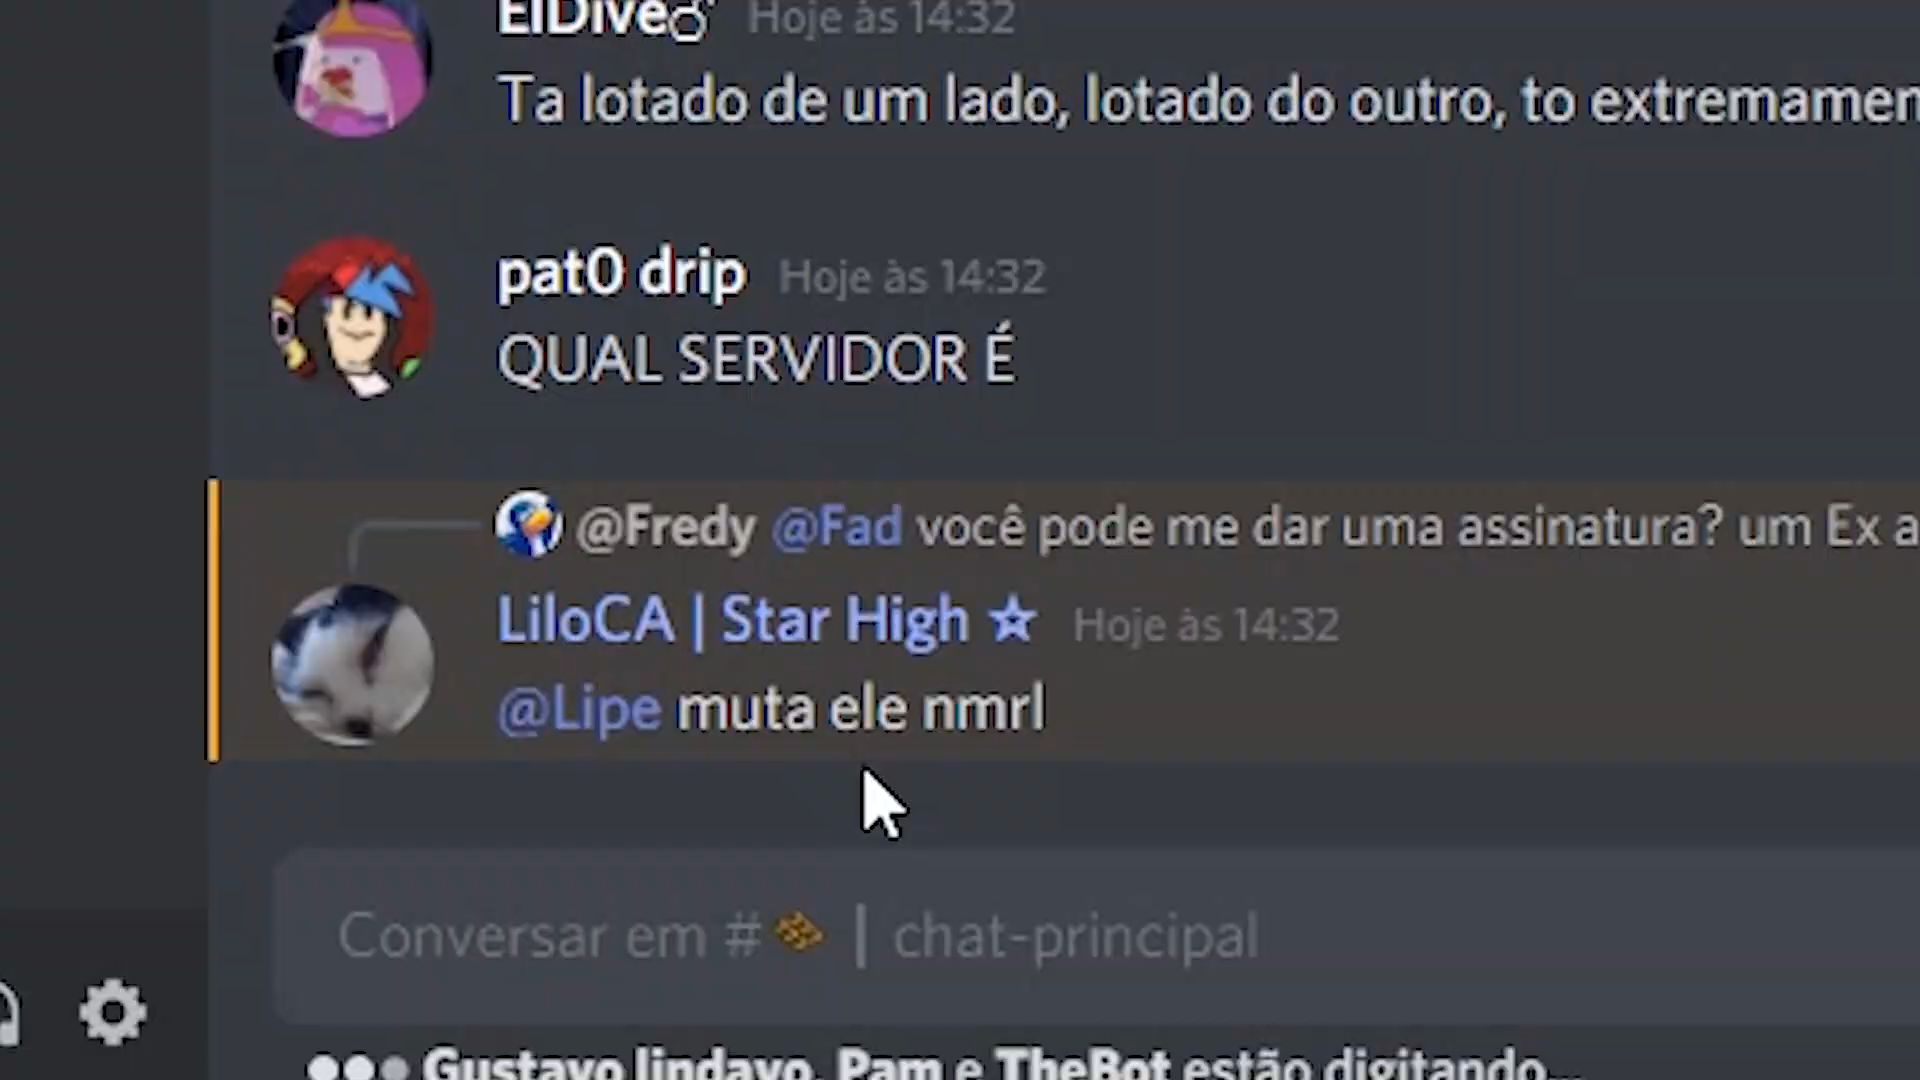 ElDive Hoje às 14:32
Ta lotado de um lado, lotado do outro, to
pat0 drip Hoje às 14:32
QUAL SERVIDOR É
@Fredy @Fad você pode me dar uma assinatura? um Ex
LiloCA | Star High ☆ Hoje às 14:32
@Lipe muta ele nmrl
Conversar em # | chat-principal
Gustavo lindavo, Pam e TheBot estão digitando...